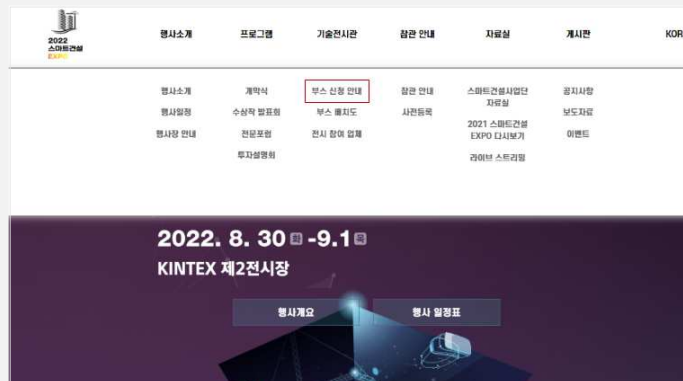 2022
스마트건설
EXPO
행사소개 프로그램 기술전시관 참관 안내 자료실 게시판 KOR
행사소개 개막식 부스 신청 안내 참관 안내 스마트건설사업단 공지사항
자료실
행사일정 수상작 발표회 부스 배치도 사전등록 보도자료
2021 스마트건설
행사장 안내 전문포럼 전시 참여 업체 EXPO 다시보기 이벤트
투자설명회 라이브 스트리밍
2022. 8. 30 화 -9.1 목
KINTEX 제2전시장
행사개요 행사 일정표